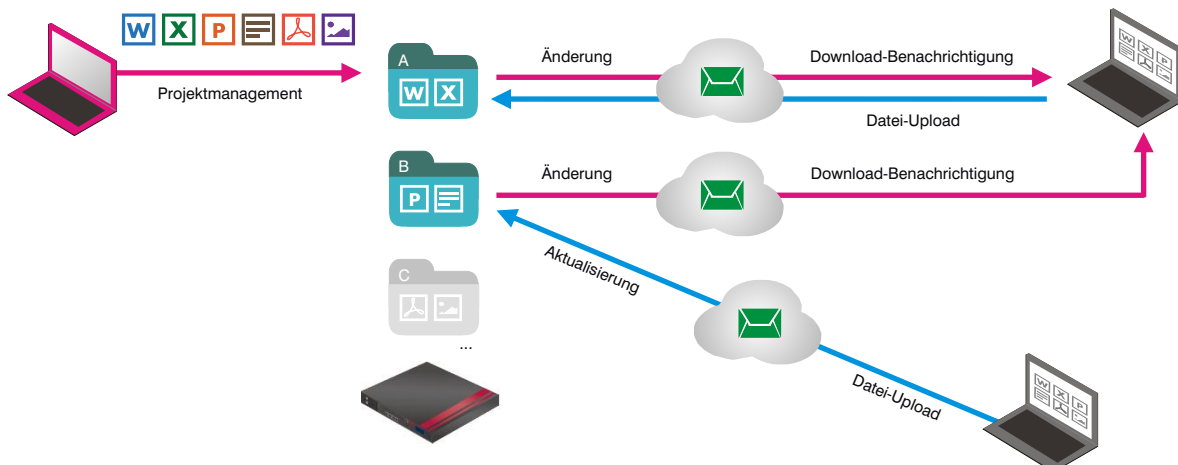 W X P
Projektmanagement
A
W X
Änderung
Download-Benachrichtigung
Datei-Upload
W X P
B
P
Änderung
Download-Benachrichtigung
Aktualisierung
C
...
Datei-Upload
W X P